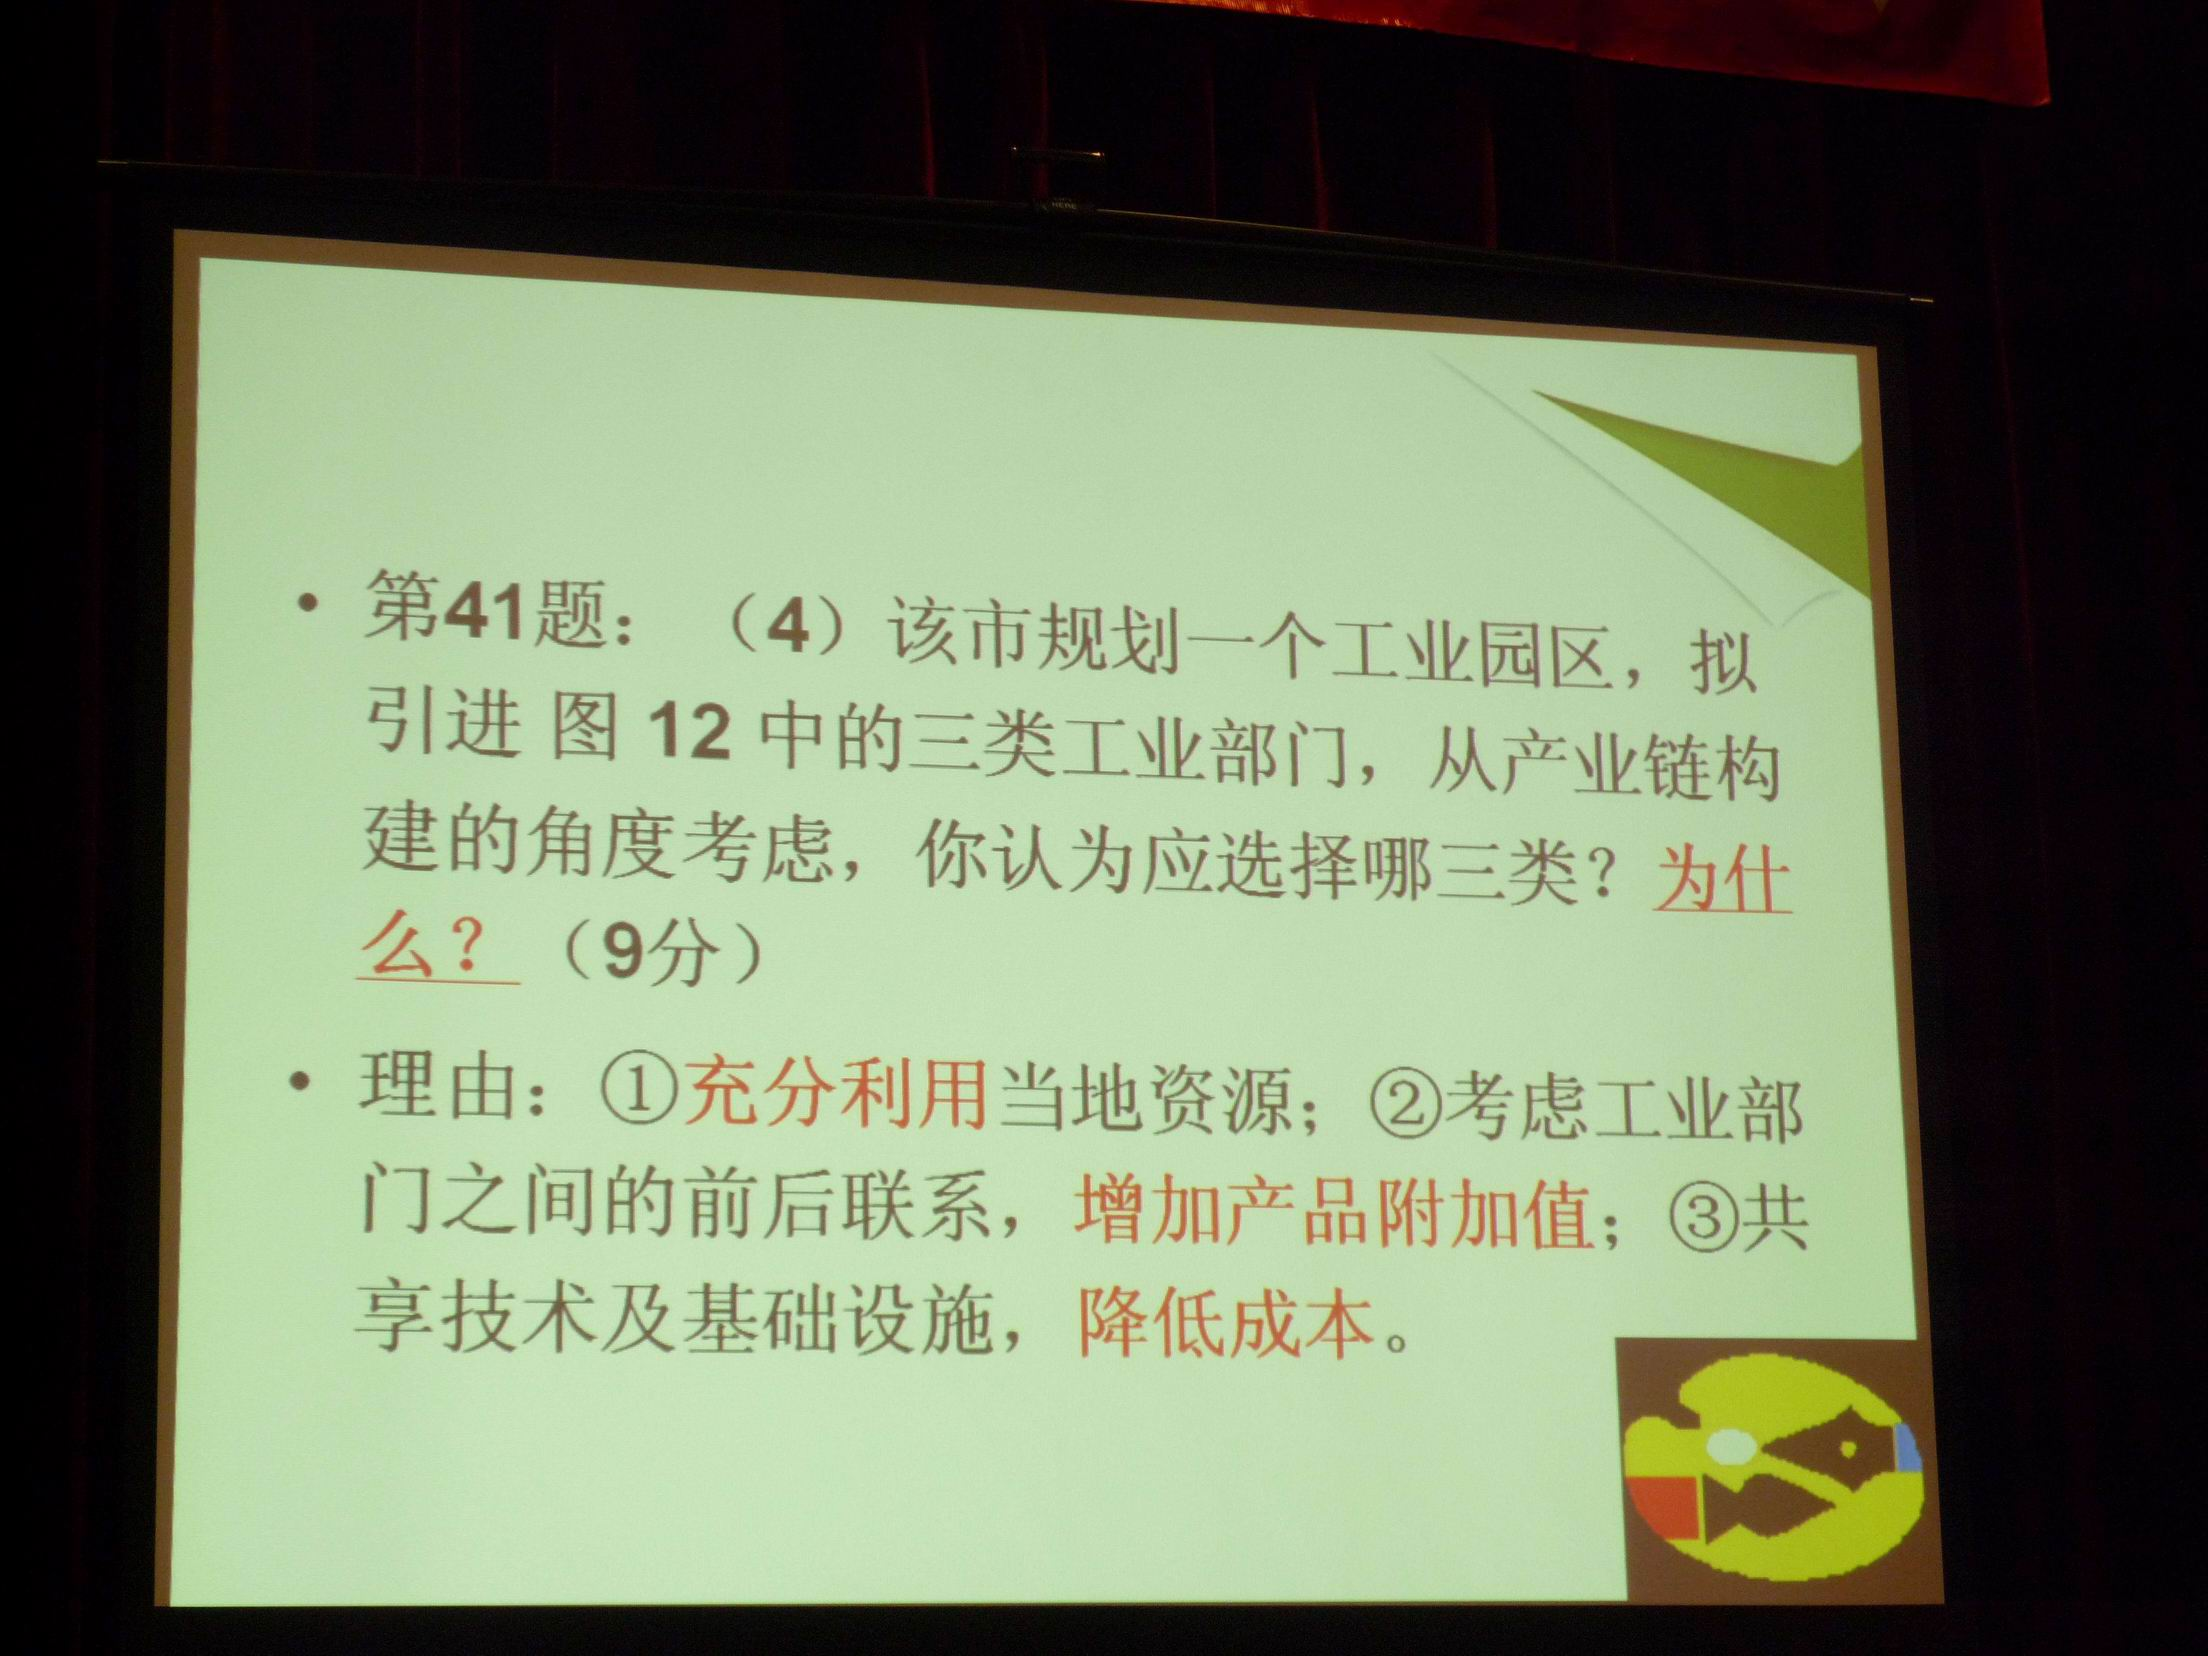 • 第41题：（4）该市规划一个工业园区，拟
引进 图 12 中的三类工业部门，从产业链构
建的角度考虑，你认为应选择哪三类？为什
么？（9分）
• 理由：①充分利用当地资源；②考虑工业部
门之间的前后联系，增加产品附加值；③共
享技术及基础设施，降低成本。